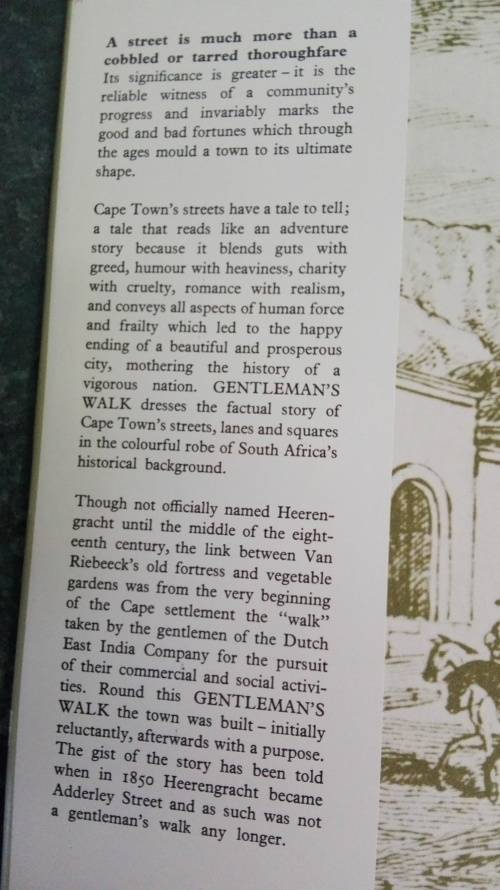 A street is much more than a
cobbled or tarred thoroughfare
Its significance is greater – it is the
reliable witness of a community's
progress and invariably marks the
good and bad fortunes which through
the ages mould a town to its ultimate
shape.
Cape Town's streets have a tale to tell;
a tale that reads like an adventure
story because it blends guts with
greed, humour with heaviness, charity
with cruelty, romance with realism,
and conveys all aspects of human force
and frailty which led to the happy
ending of a beautiful and prosperous
city, mothering the history of a
vigorous nation. GENTLEMAN'S
WALK dresses the factual story of
Cape Town's streets, lanes and squares
in the colourful robe of South Africa's
historical background.
Though not officially named Heeren-
gracht until the middle of the eight-
eenth century, the link between Van
Riebeeck's old fortress and vegetable
gardens was from the very beginning
of the Cape settlement the “walk”
taken by the gentlemen of the Dutch
East India Company for the pursuit
of their commercial and social activi-
ties. Round this GENTLEMAN'S
WALK the town was built – initially
reluctantly, afterwards with a purpose.
The gist of the story has been told
when in 1850 Heerengracht became
Adderley Street and as such was not
a gentleman's walk any longer.